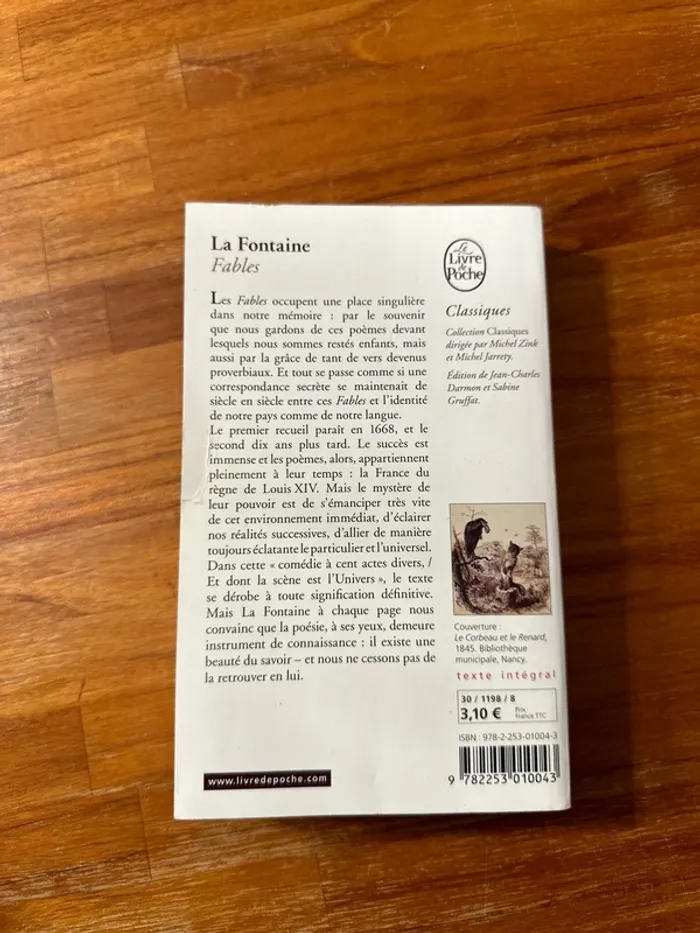 La Fontaine
Fables
Les Fables occupent une place singulière
dans notre mémoire : par le souvenir
que nous gardons de ces poèmes devant
lesquels nous sommes restés enfants, mais
aussi par la grâce de tant de vers devenus
proverbiaux. Et tout se passe comme si une
correspondance secrète se maintenait de
siècle en siècle entre ces Fables et l'identité
de notre pays comme de notre langue.
Le premier recueil paraît en 1668, et le
second dix ans plus tard. Le succès est
immense et les poèmes, alors, appartiennent
pleinement à leur temps : la France du
règne de Louis XIV. Mais le mystère de
leur pouvoir est de s'émanciper très vite
de cet environnement immédiat, d'éclairer
nos réalités successives, d'allier de manière
toujours éclatante le particulier et l'universel.
Dans cette « comédie à cent actes divers, /
Et dont la scène est l'Univers », le texte
se dérobe à toute signification définitive.
Mais La Fontaine à chaque page nous
convainc que la poésie, à ses yeux, demeure
instrument de connaissance : il existe une
beauté du savoir – et nous ne cessons pas de
la retrouver en lui.
www.livredepoche.com
Le
Livre
de
Poche
Classiques
Collection Classiques
dirigée par Michel Zink
et Michel Jarrety.
Édition de Jean-Charles
Darmon et Sabine
Gruffat.
Couverture :
Le Corbeau et le Renard,
1845. Bibliothèque
municipale, Nancy.
texte intégral
30 / 1198 / 8
3,10 € Prix
France TTC
ISBN : 978-2-253-01004-3
9 782253 010043